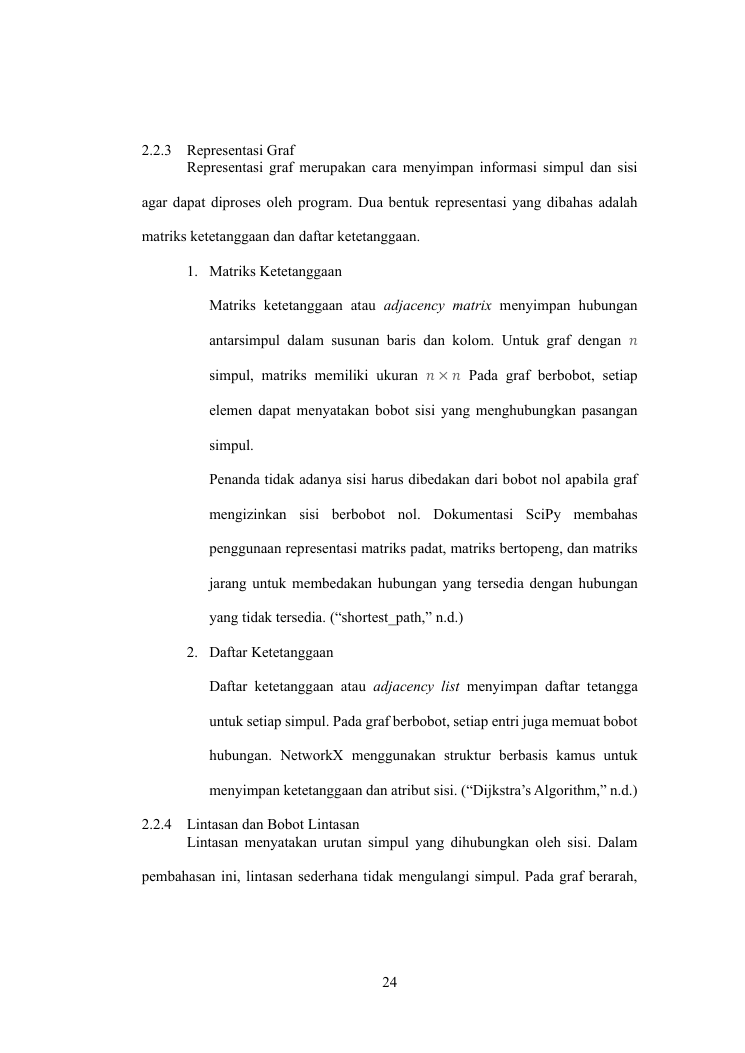 2.2.3 Representasi Graf
Representasi graf merupakan cara menyimpan informasi simpul dan sisi
agar dapat diproses oleh program. Dua bentuk representasi yang dibahas adalah
matriks ketetanggaan dan daftar ketetanggaan.
1. Matriks Ketetanggaan
Matriks ketetanggaan atau adjacency matrix menyimpan hubungan
antarsimpul dalam susunan baris dan kolom. Untuk graf dengan n
simpul, matriks memiliki ukuran n × n Pada graf berbobot, setiap
elemen dapat menyatakan bobot sisi yang menghubungkan pasangan
simpul.
Penanda tidak adanya sisi harus dibedakan dari bobot nol apabila graf
mengizinkan sisi berbobot nol. Dokumentasi SciPy membahas
penggunaan representasi matriks padat, matriks bertopeng, dan matriks
jarang untuk membedakan hubungan yang tersedia dengan hubungan
yang tidak tersedia. (“shortest_path,” n.d.)
2. Daftar Ketetanggaan
Daftar ketetanggaan atau adjacency list menyimpan daftar tetangga
untuk setiap simpul. Pada graf berbobot, setiap entri juga memuat bobot
hubungan. NetworkX menggunakan struktur berbasis kamus untuk
menyimpan ketetanggaan dan atribut sisi. (“Dijkstra’s Algorithm,” n.d.)
2.2.4 Lintasan dan Bobot Lintasan
Lintasan menyatakan urutan simpul yang dihubungkan oleh sisi. Dalam
pembahasan ini, lintasan sederhana tidak mengulangi simpul. Pada graf berarah,
24